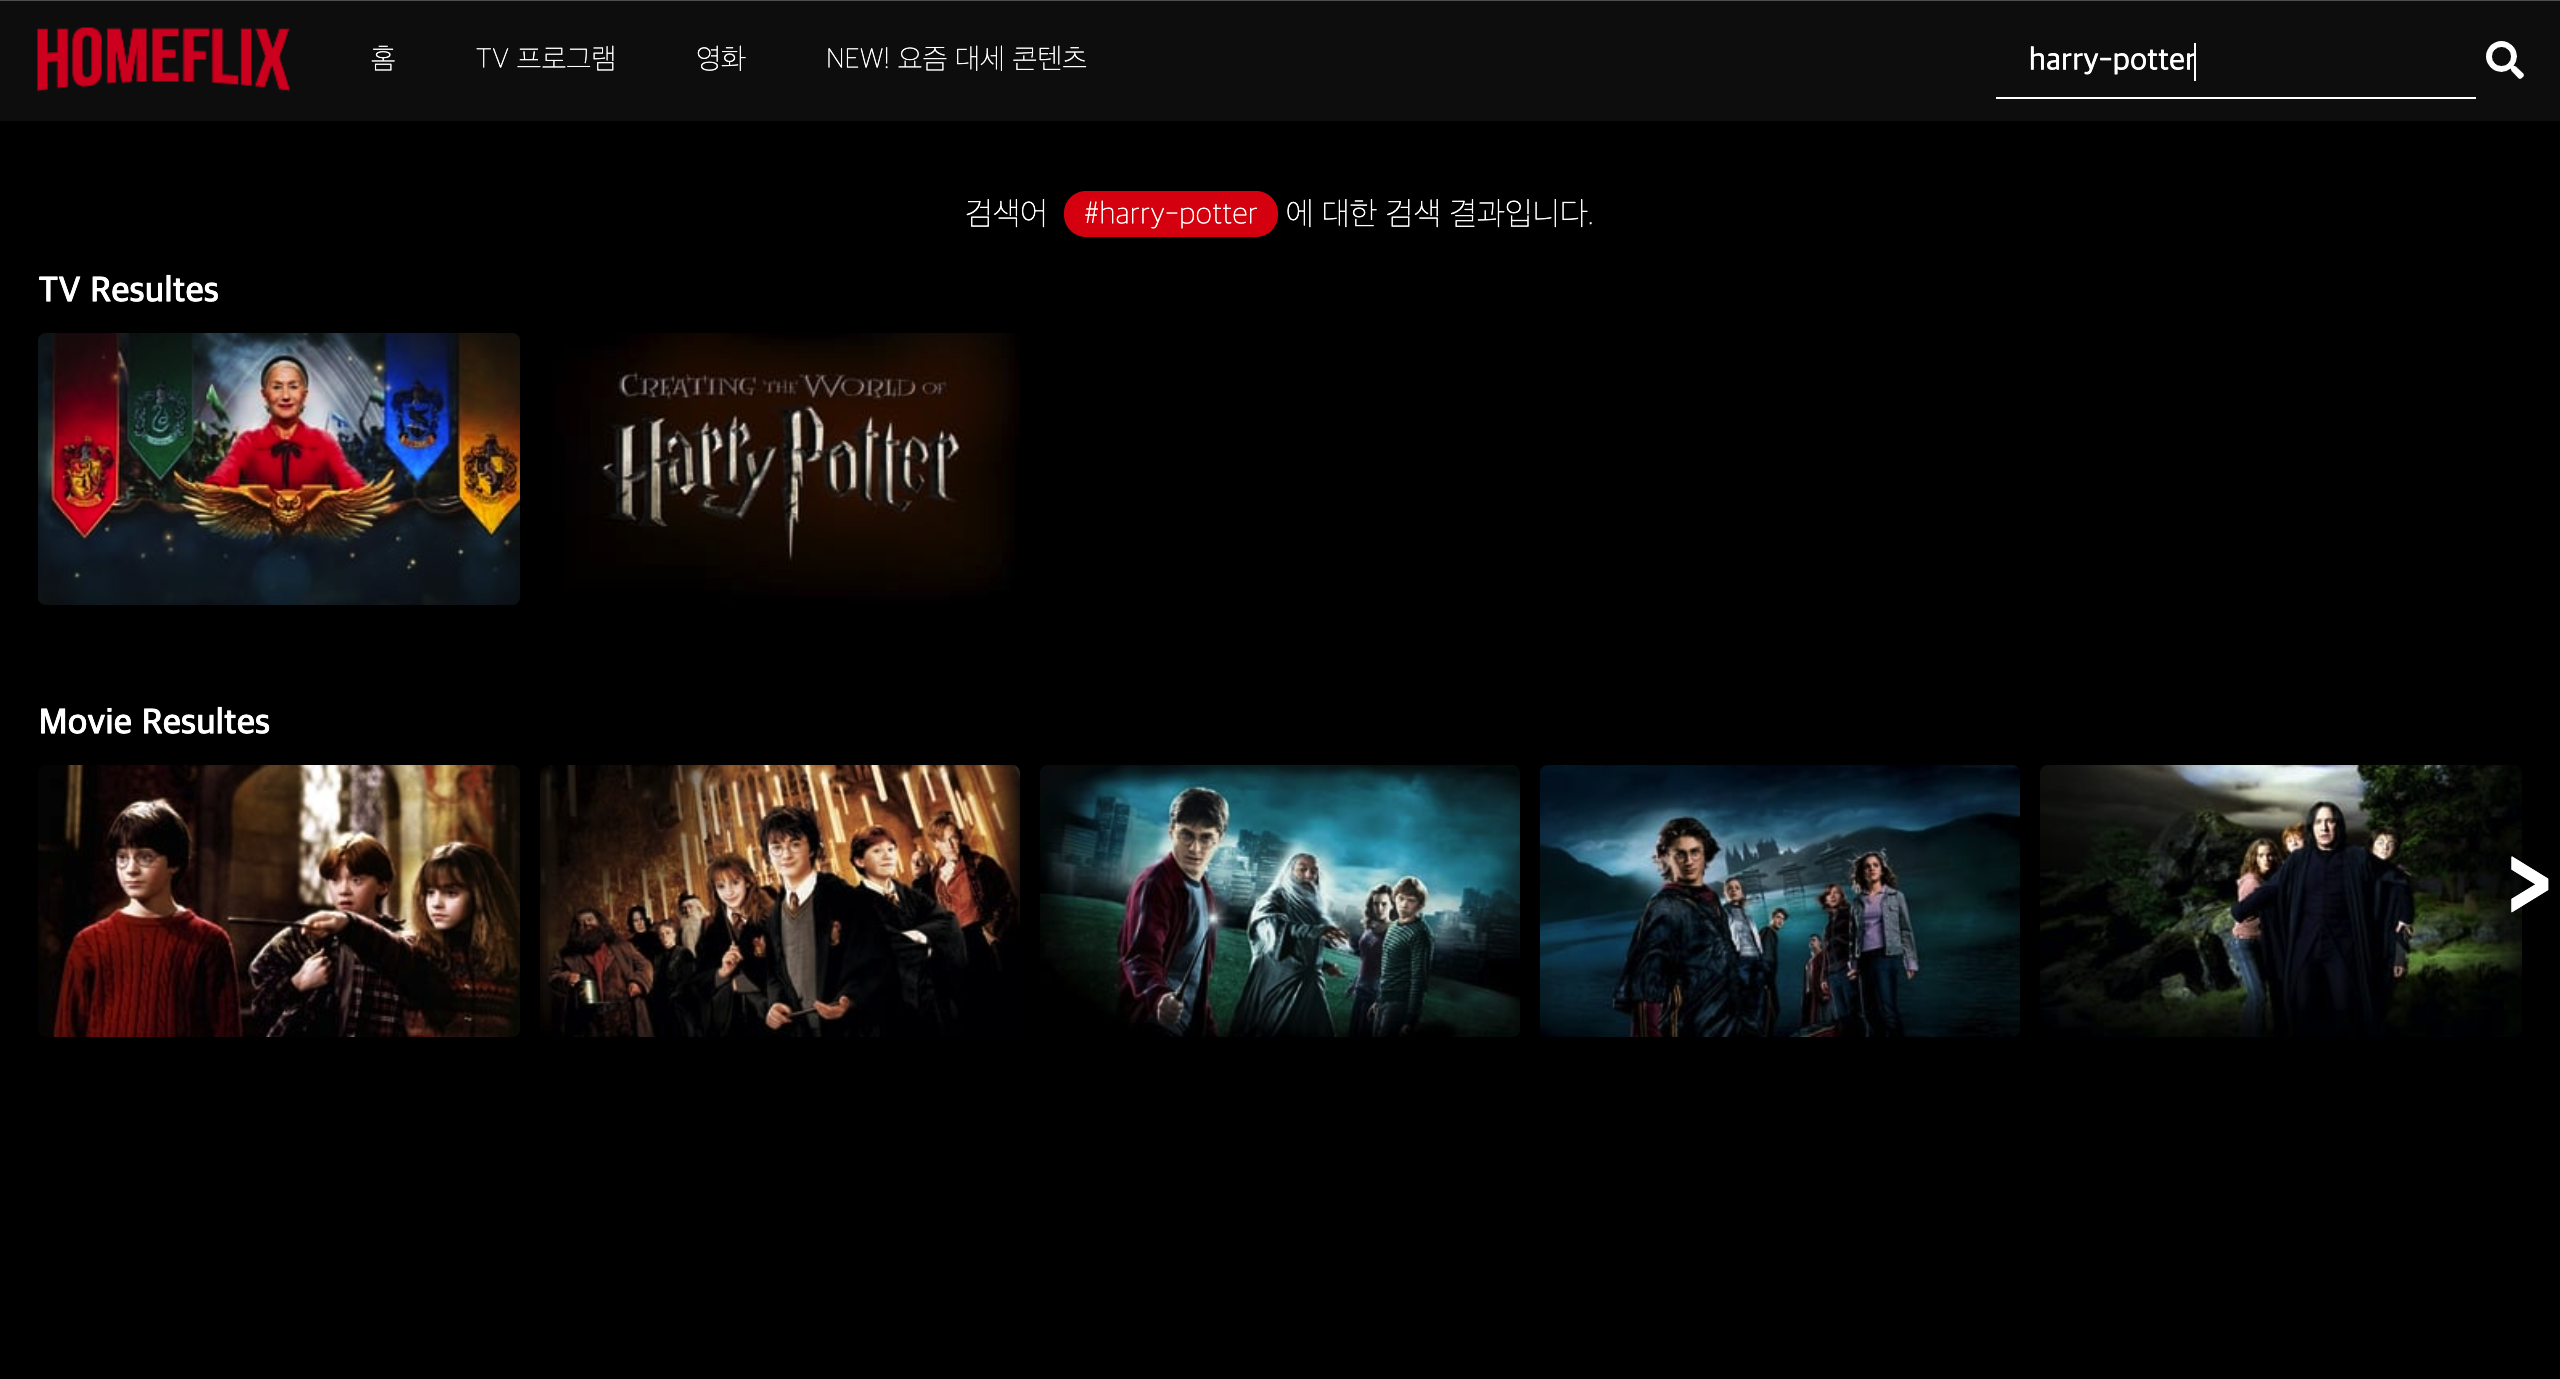 HOMEFLIX 홈 TV 프로그램 영화 NEW! 요즘 대세 콘텐츠 harry-potter
검색어 #harry-potter 에 대한 검색 결과입니다.
TV Resultes
CREATING THE WORLD OF
Harry Potter
Movie Resultes
>